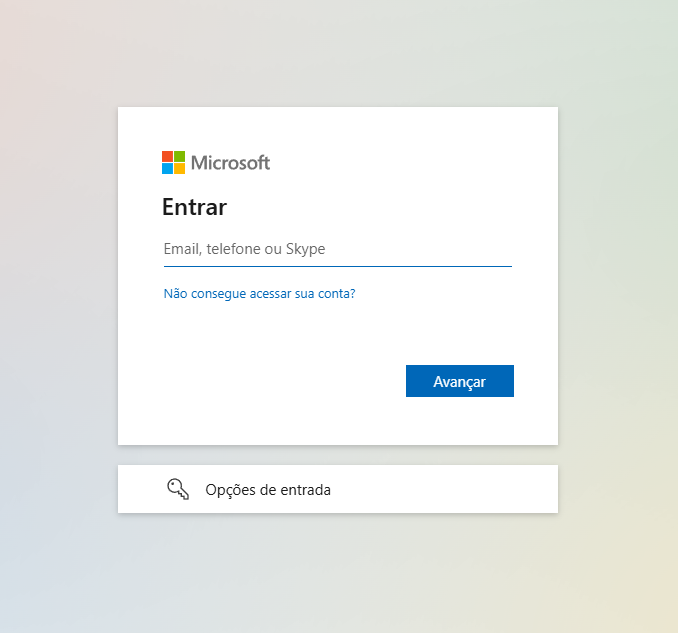 Microsoft
Entrar
Email, telefone ou Skype
Não consegue acessar sua conta?
Avançar
Opções de entrada